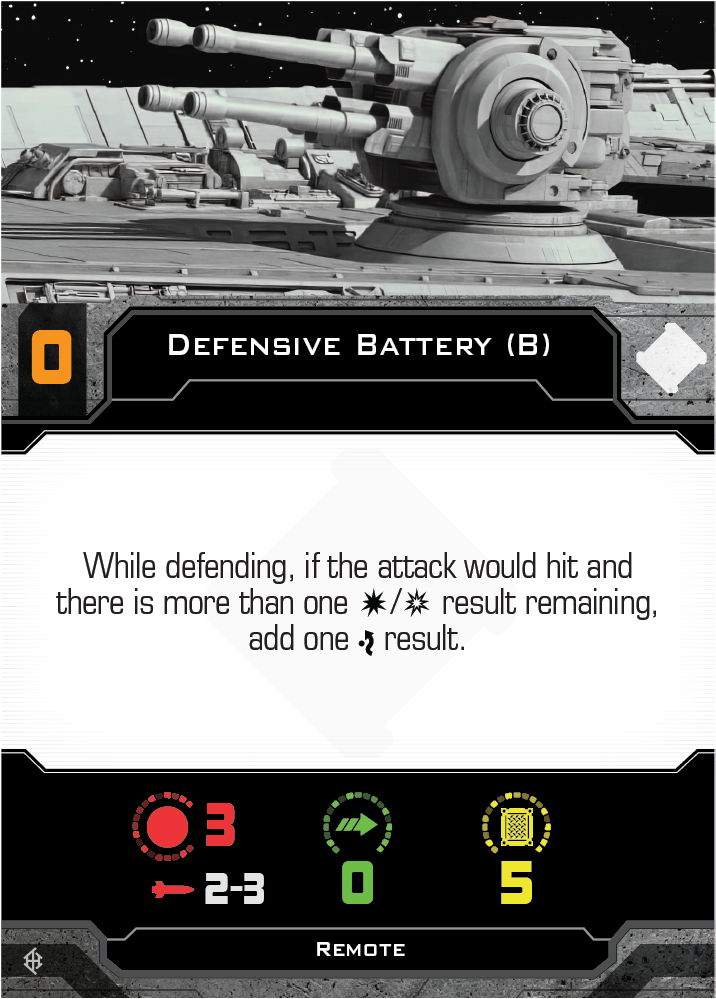 0
DEFENSIVE BATTERY (B)
While defending, if the attack would hit and
there is more than one / result remaining,
add one result.
3
2-3
0
5
REMOTE